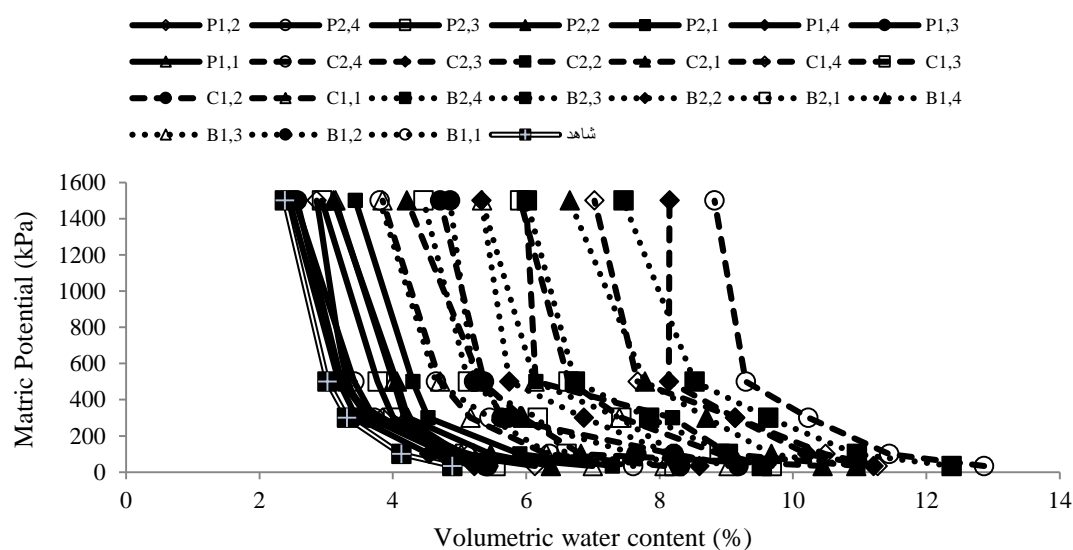 P1,2 P2,4 P2,3 P2,2 P2,1 P1,4 P1,3
P1,1 C2,4 C2,3 C2,2 C2,1 C1,4 C1,3
C1,2 C1,1 B2,4 B2,3 B2,2 B2,1 B1,4
B1,3 B1,2 B1,1 شاهد
Matric Potential (kPa)
1600
1400
1200
1000
800
600
400
200
0
0 2 4 6 8 10 12 14
Volumetric water content (%)